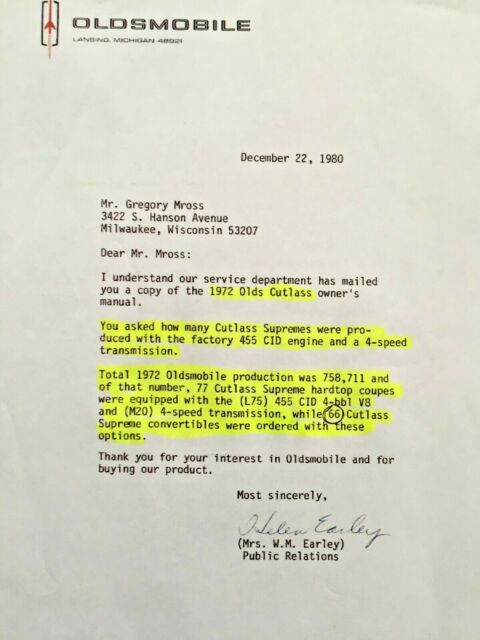 OLDSMOBILE
LANSING, MICHIGAN 48921
December 22, 1980
Mr. Gregory Mross
3422 S. Hanson Avenue
Milwaukee, Wisconsin 53207
Dear Mr. Mross:
I understand our service department has mailed
you a copy of the 1972 Olds Cutlass owner's
manual.
You asked how many Cutlass Supremes were pro-
duced with the factory 455 CID engine and a 4-speed
transmission.
Total 1972 Oldsmobile production was 758,711 and
of that number, 77 Cutlass Supreme hardtop coupes
were equipped with the (L75) 455 CID 4-bbl V8
and (M20) 4-speed transmission, while 66 Cutlass
Supreme convertibles were ordered with these
options.
Thank you for your interest in Oldsmobile and for
buying our product.
Most sincerely,
Helen Earley
(Mrs. W.M. Earley)
Public Relations